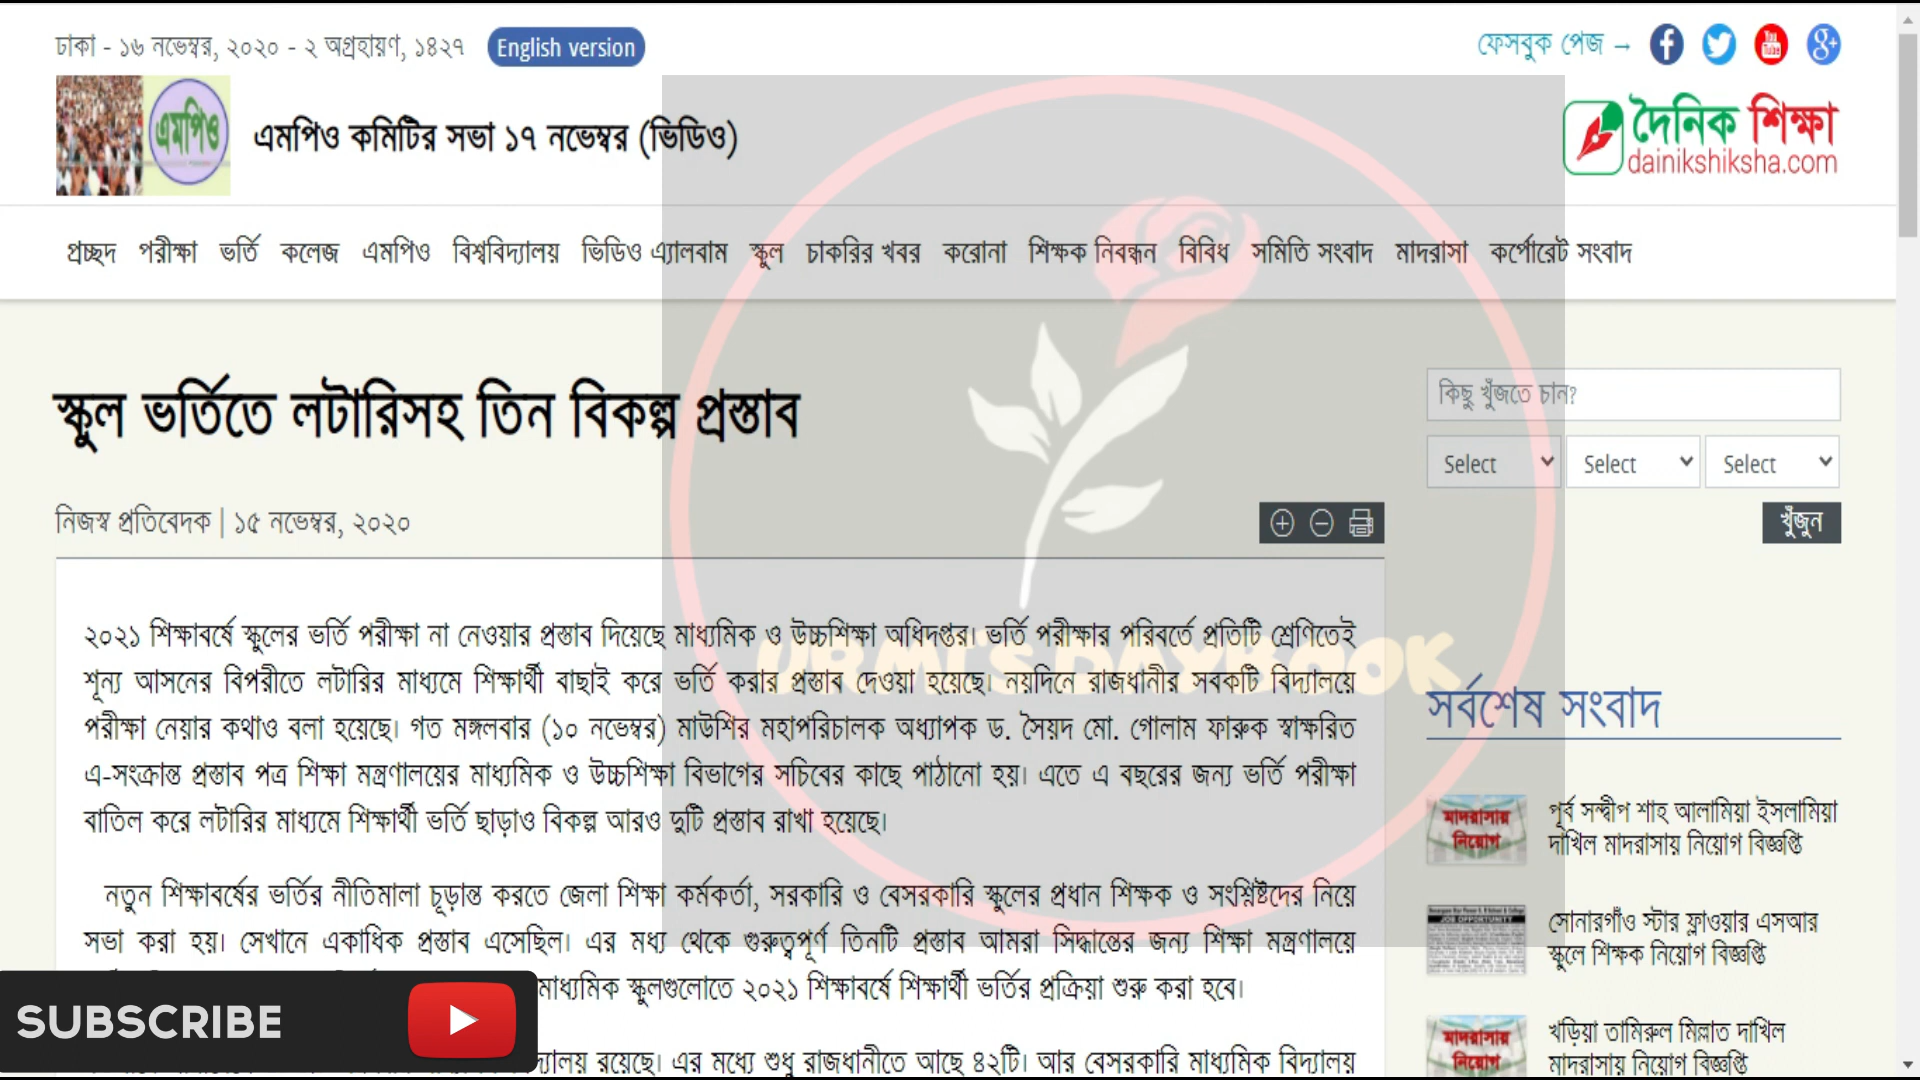 ঢাকা - ১৬ নভেম্বর, ২০২০ - ২ অগ্রহায়ণ, ১৪২৭ English version ফেসবুক পেজ →
এমপিও
এমপিও কমিটির সভা ১৭ নভেম্বর (ভিডিও)
দৈনিক শিক্ষা
dainikshiksha.com
প্রচ্ছদ পরীক্ষা ভর্তি কলেজ এমপিও বিশ্ববিদ্যালয় ভিডিও এ্যালবাম স্কুল চাকরির খবর করোনা শিক্ষক নিবন্ধন বিবিধ সমিতি সংবাদ মাদরাসা কর্পোরেট সংবাদ
স্কুল ভর্তিতে লটারিসহ তিন বিকল্প প্রস্তাব
নিজস্ব প্রতিবেদক | ১৫ নভেম্বর, ২০২০
কিছু খুঁজতে চান?
Select Select Select
খুঁজুন
২০২১ শিক্ষাবর্ষে স্কুলের ভর্তি পরীক্ষা না নেওয়ার প্রস্তাব দিয়েছে মাধ্যমিক ও উচ্চশিক্ষা অধিদপ্তর। ভর্তি পরীক্ষার পরিবর্তে প্রতিটি শ্রেণিতেই
শূন্য আসনের বিপরীতে লটারির মাধ্যমে শিক্ষার্থী বাছাই করে ভর্তি করার প্রস্তাব দেওয়া হয়েছে। নয়দিনে রাজধানীর সবকটি বিদ্যালয়ে
পরীক্ষা নেয়ার কথাও বলা হয়েছে। গত মঙ্গলবার (১০ নভেম্বর) মাউশির মহাপরিচালক অধ্যাপক ড. সৈয়দ মো. গোলাম ফারুক স্বাক্ষরিত
এ-সংক্রান্ত প্রস্তাব পত্র শিক্ষা মন্ত্রণালয়ের মাধ্যমিক ও উচ্চশিক্ষা বিভাগের সচিবের কাছে পাঠানো হয়। এতে এ বছরের জন্য ভর্তি পরীক্ষা
বাতিল করে লটারির মাধ্যমে শিক্ষার্থী ভর্তি ছাড়াও বিকল্প আরও দুটি প্রস্তাব রাখা হয়েছে।
নতুন শিক্ষাবর্ষের ভর্তির নীতিমালা চূড়ান্ত করতে জেলা শিক্ষা কর্মকর্তা, সরকারি ও বেসরকারি স্কুলের প্রধান শিক্ষক ও সংশ্লিষ্টদের নিয়ে
সভা করা হয়। সেখানে একাধিক প্রস্তাব এসেছিল। এর মধ্য থেকে গুরুত্বপূর্ণ তিনটি প্রস্তাব আমরা সিদ্ধান্তের জন্য শিক্ষা মন্ত্রণালয়ে
মাধ্যমিক স্কুলগুলোতে ২০২১ শিক্ষাবর্ষে শিক্ষার্থী ভর্তির প্রক্রিয়া শুরু করা হবে।
রয়েছে। এর মধ্যে শুধু রাজধানীতে আছে ৪২টি। আর বেসরকারি মাধ্যমিক বিদ্যালয়
URMI'S DAYBOOK
SUBSCRIBE
সর্বশেষ সংবাদ
মাদরাসায়
নিয়োগ
পূর্ব সন্দ্বীপ শাহ আলামিয়া ইসলামিয়া
দাখিল মাদরাসায় নিয়োগ বিজ্ঞপ্তি
JOB OPPORTUNITY
সোনারগাঁও স্টার ফ্লাওয়ার এসআর
স্কুলে শিক্ষক নিয়োগ বিজ্ঞপ্তি
মাদরাসায়
নিয়োগ
খড়িয়া তামিরুল মিল্লাত দাখিল
মাদরাসায় নিয়োগ বিজ্ঞপ্তি